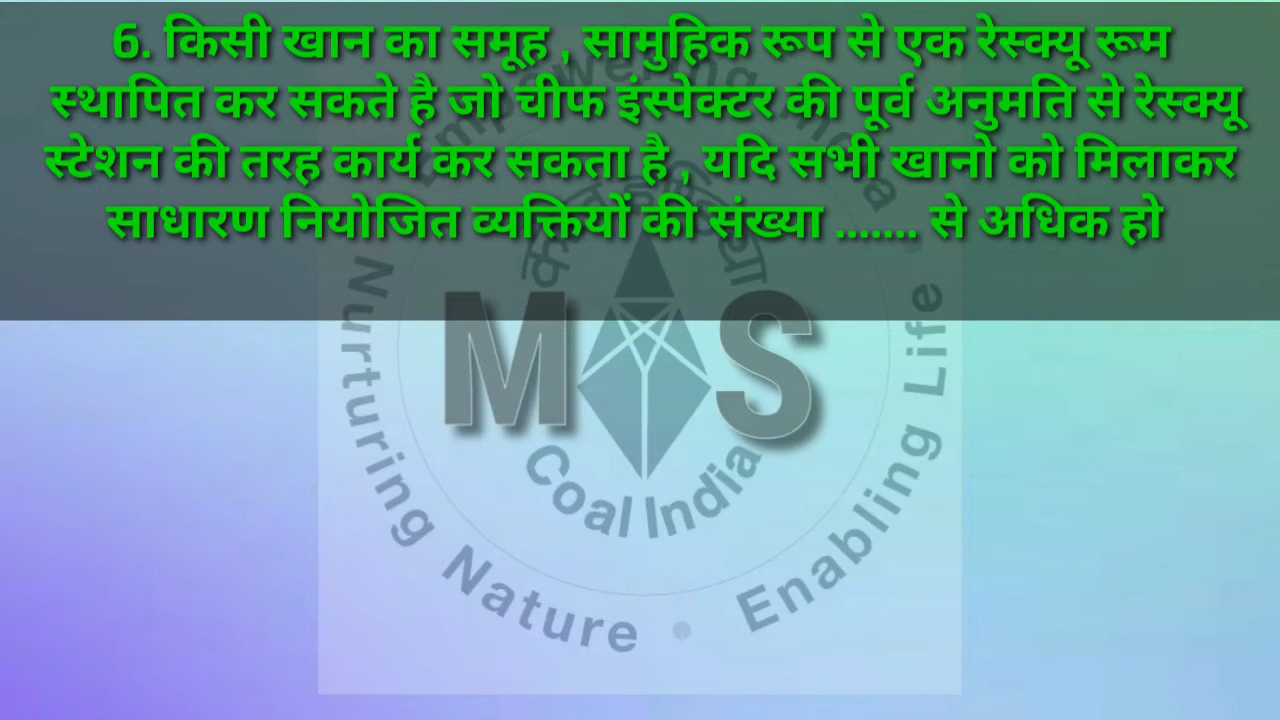 6. किसी खान का समूह , सामुहिक रूप से एक रेस्क्यू रूम
स्थापित कर सकते है जो चीफ इंस्पेक्टर की पूर्व अनुमति से रेस्क्यू
स्टेशन की तरह कार्य कर सकता है , यदि सभी खानो को मिलाकर
साधारण नियोजित व्यक्तियों की संख्या ....... से अधिक हो
M S
Coal India
Nurturing Nature • Enabling Life